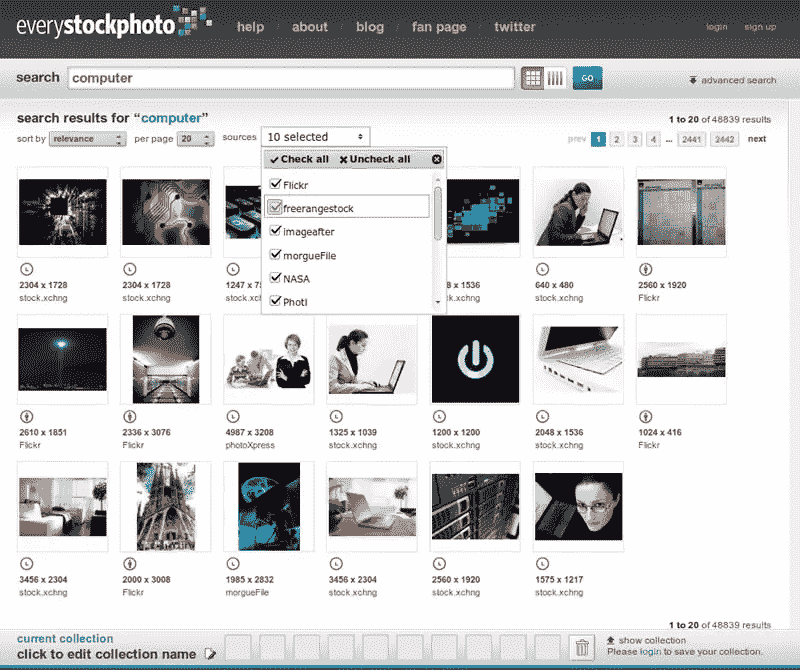 everystockphoto
help / about / blog / fan page / twitter
login sign up
search computer GO advanced search
search results for “computer” 1 to 20 of 48839 results
sort by relevance per page 20 sources 10 selected prev 1 2 3 4 ... 2441 2442 next
Check all Uncheck all
Flickr
freerangestock
imageafter
morgueFile
NASA
Photl
2304 x 1728 2304 x 1728 x 1536 640 x 480 2560 x 1920
stock.xchng stock.xchng stock.xchng stock.xchng Flickr
2610 x 1851 2336 x 3076 4987 x 3208 1325 x 1039 1200 x 1200 2048 x 1536 1024 x 416
Flickr Flickr photoXpress stock.xchng stock.xchng stock.xchng Flickr
3456 x 2304 2000 x 3008 1985 x 2832 3456 x 2304 2560 x 1920 1575 x 1217
stock.xchng Flickr morgueFile stock.xchng stock.xchng stock.xchng
1 to 20 of 48839 results
current collection
click to edit collection name
show collection
Please login to save your collection.